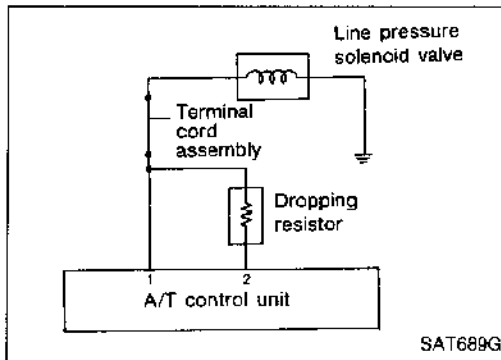 Line pressure
solenoid valve
Terminal
cord
assembly
Dropping
resistor
1 2
A/T control unit
SAT689G